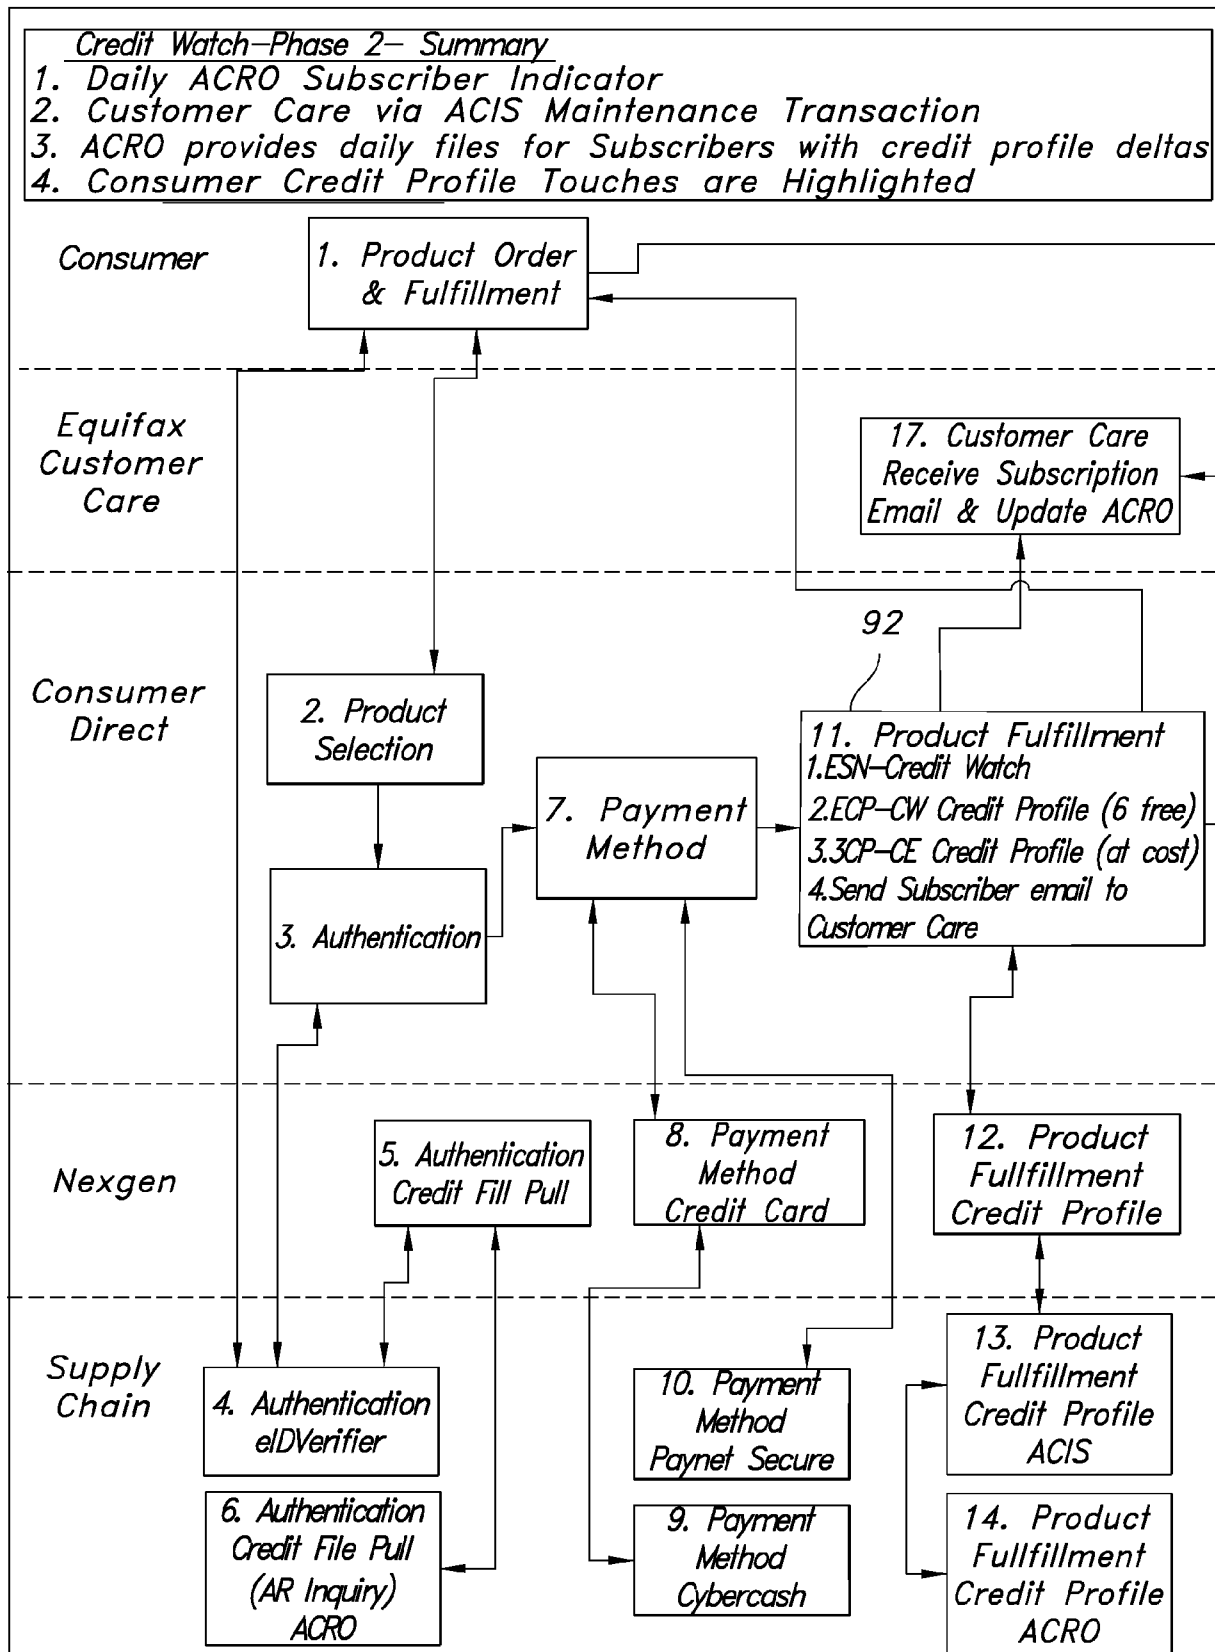 Credit Watch-Phase 2- Summary
1. Daily ACRO Subscriber Indicator
2. Customer Care via ACIS Maintenance Transaction
3. ACRO provides daily files for Subscribers with credit profile deltas
4. Consumer Credit Profile Touches are Highlighted
Consumer
1. Product Order
& Fulfillment
Equifax
Customer
Care
17. Customer Care
Receive Subscription
Email & Update ACRO
92
Consumer
Direct
2. Product
Selection
3. Authentication
7. Payment
Method
11. Product Fulfillment
1.ESN-Credit Watch
2.ECP-CW Credit Profile (6 free)
3.3CP-CE Credit Profile (at cost)
4.Send Subscriber email to
Customer Care
Nexgen
5. Authentication
Credit Fill Pull
8. Payment
Method
Credit Card
12. Product
Fullfillment
Credit Profile
Supply
Chain
4. Authentication
eIDVerifier
6. Authentication
Credit File Pull
(AR Inquiry)
ACRO
10. Payment
Method
Paynet Secure
9. Payment
Method
Cybercash
13. Product
Fullfillment
Credit Profile
ACIS
14. Product
Fullfillment
Credit Profile
ACRO